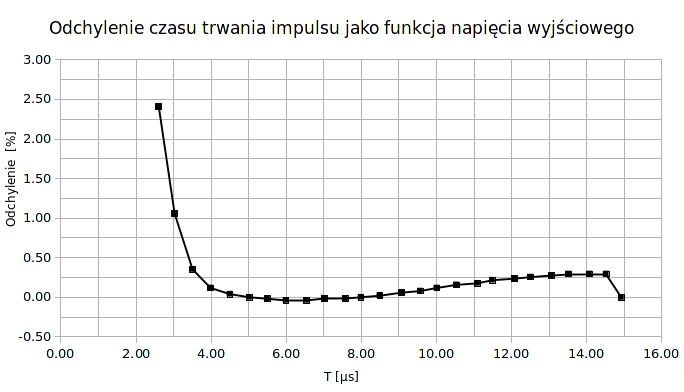 Odchylenie czasu trwania impulsu jako funkcja napięcia wyjściowego
3.00
2.50
2.00
1.50
1.00
0.50
0.00
-0.50
Odchylenie [%]
0.00 2.00 4.00 6.00 8.00 10.00 12.00 14.00 16.00
T [µs]